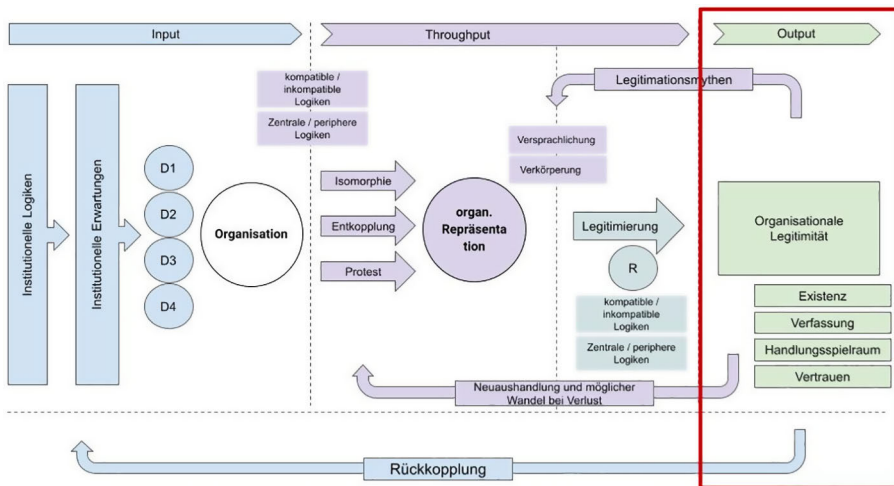 Input
Throughput
Output
kompatible /
inkompatible
Logiken
Zentrale / periphere
Logiken
Legitimationsmythen
Versprachlichung
Verkörperung
Institutionelle Logiken
Institutionelle Erwartungen
D1
D2
D3
D4
Organisation
Isomorphie
Entkopplung
Protest
organ.
Repräsenta
tion
Legitimierung
R
kompatible /
inkompatible
Logiken
Zentrale / periphere
Logiken
Organisationale
Legitimität
Existenz
Verfassung
Handlungsspielraum
Vertrauen
Neuaushandlung und möglicher
Wandel bei Verlust
Rückkopplung